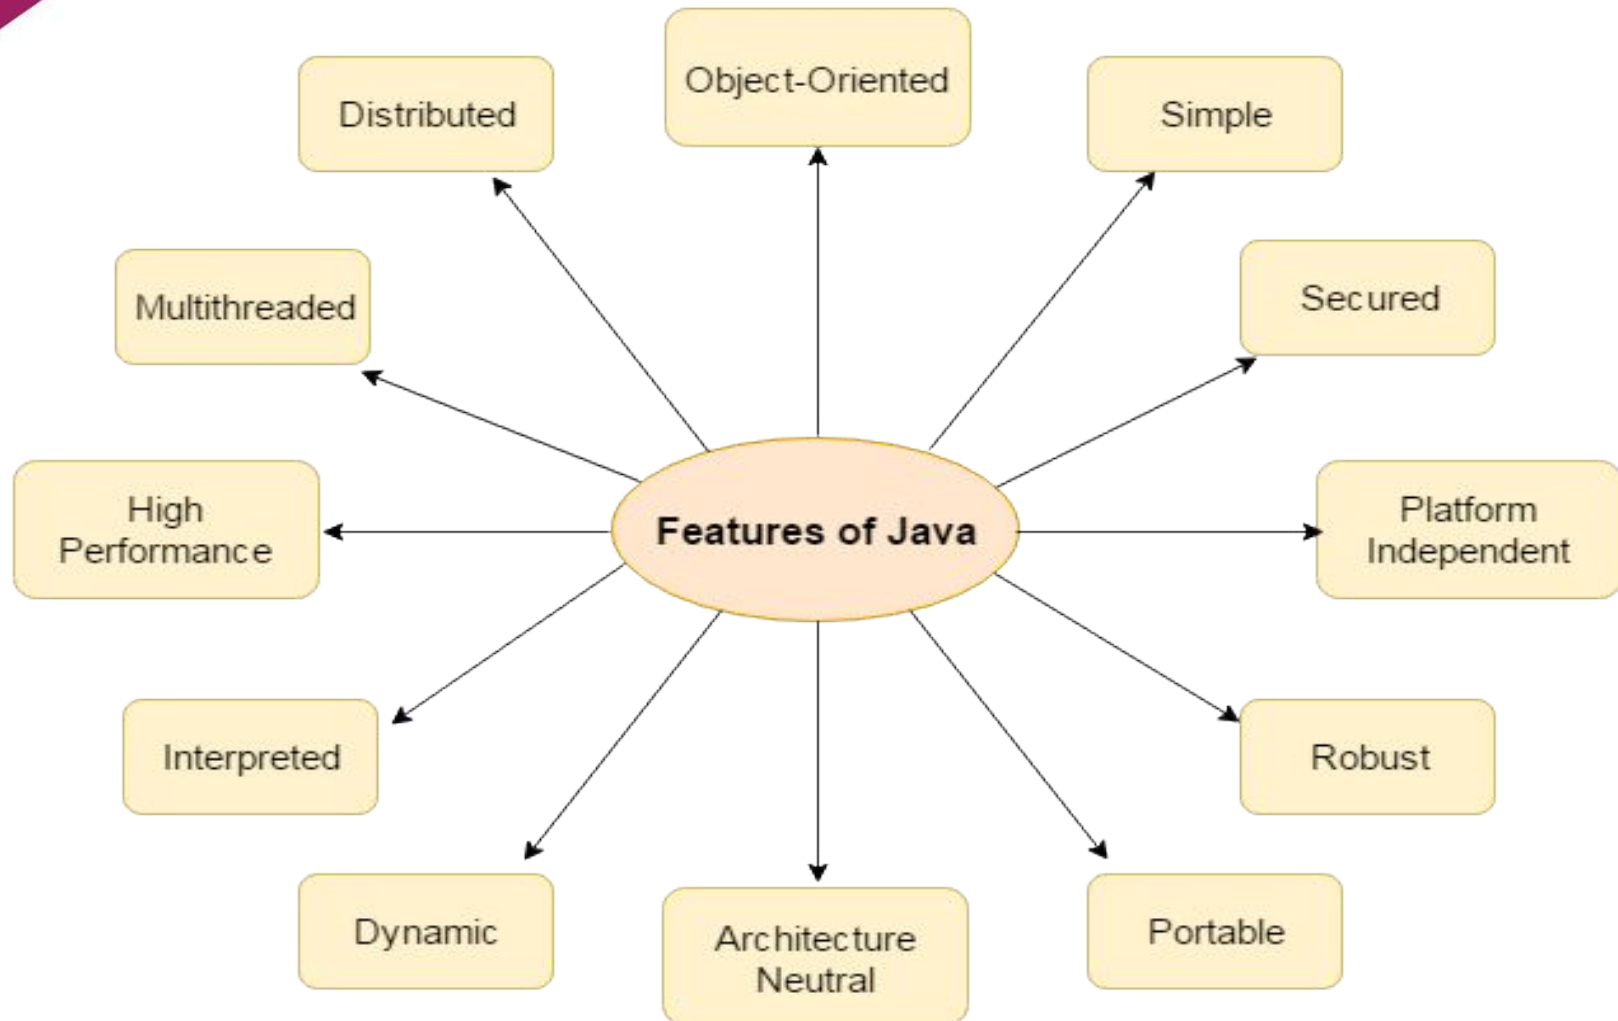 Object-Oriented
Distributed
Simple
Secured
Multithreaded
High
Performance
Features of Java
Platform
Independent
Interpreted
Robust
Dynamic
Architecture
Neutral
Portable